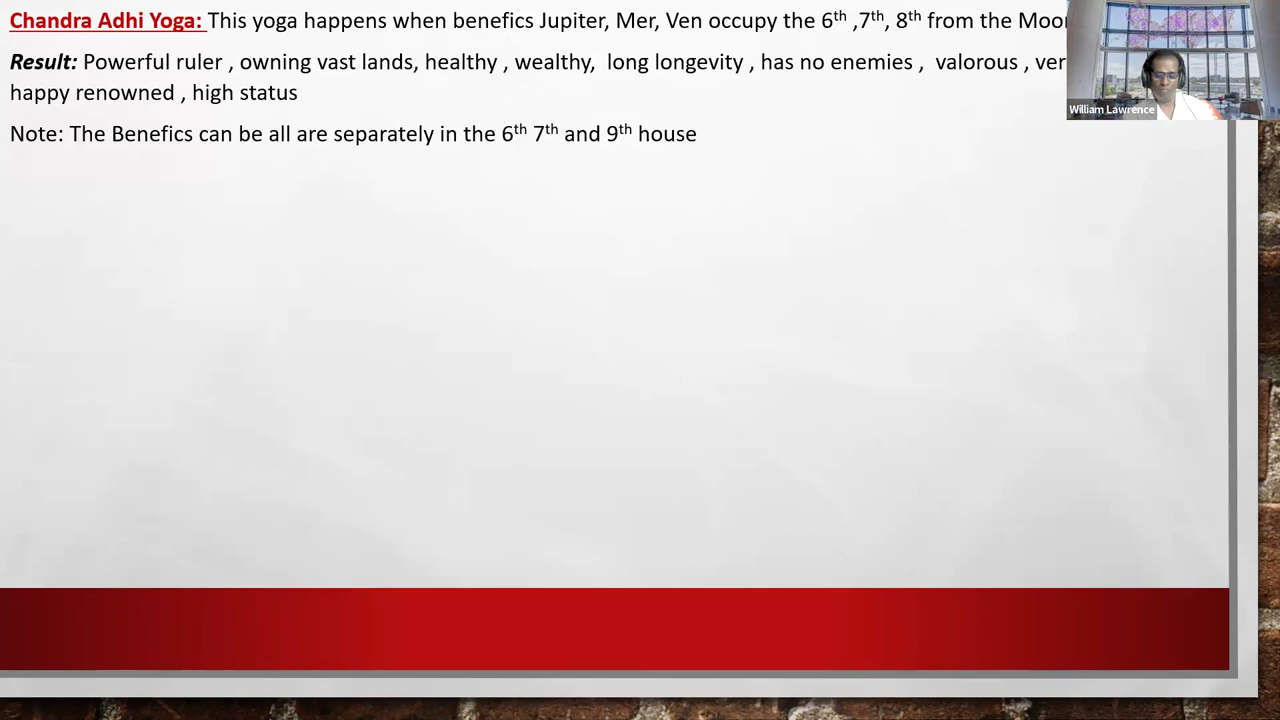 Chandra Adhi Yoga: This yoga happens when benefics Jupiter, Mer, Ven occupy the 6th ,7th, 8th from the
Result: Powerful ruler , owning vast lands, healthy , wealthy, long longevity , has no enemies , valorous ,
happy renowned , high status
William Lawrence
Note: The Benefics can be all are separately in the 6th 7th and 9th house